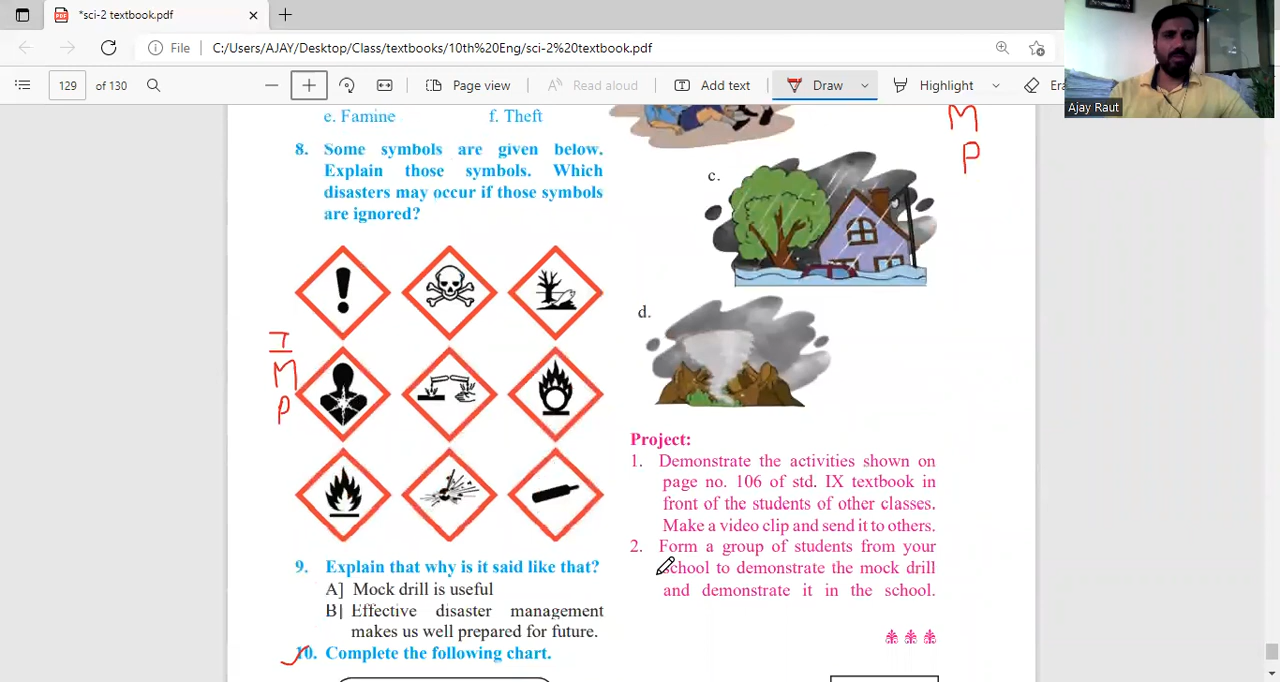 *sci-2 textbook.pdf
File C:/Users/AJAY/Desktop/Class/textbooks/10th%20Eng/sci-2%20textbook.pdf
129 of 130 Page view Read aloud Add text Draw Highlight
Ajay Raut
e. Famine f. Theft
8. Some symbols are given below.
Explain those symbols. Which
disasters may occur if those symbols
are ignored?
I
M
P
9. Explain that why is it said like that?
A] Mock drill is useful
B] Effective disaster management
makes us well prepared for future.
10. Complete the following chart.
M
P
c.
d.
Project:
1. Demonstrate the activities shown on
page no. 106 of std. IX textbook in
front of the students of other classes.
Make a video clip and send it to others.
2. Form a group of students from your
school to demonstrate the mock drill
and demonstrate it in the school.